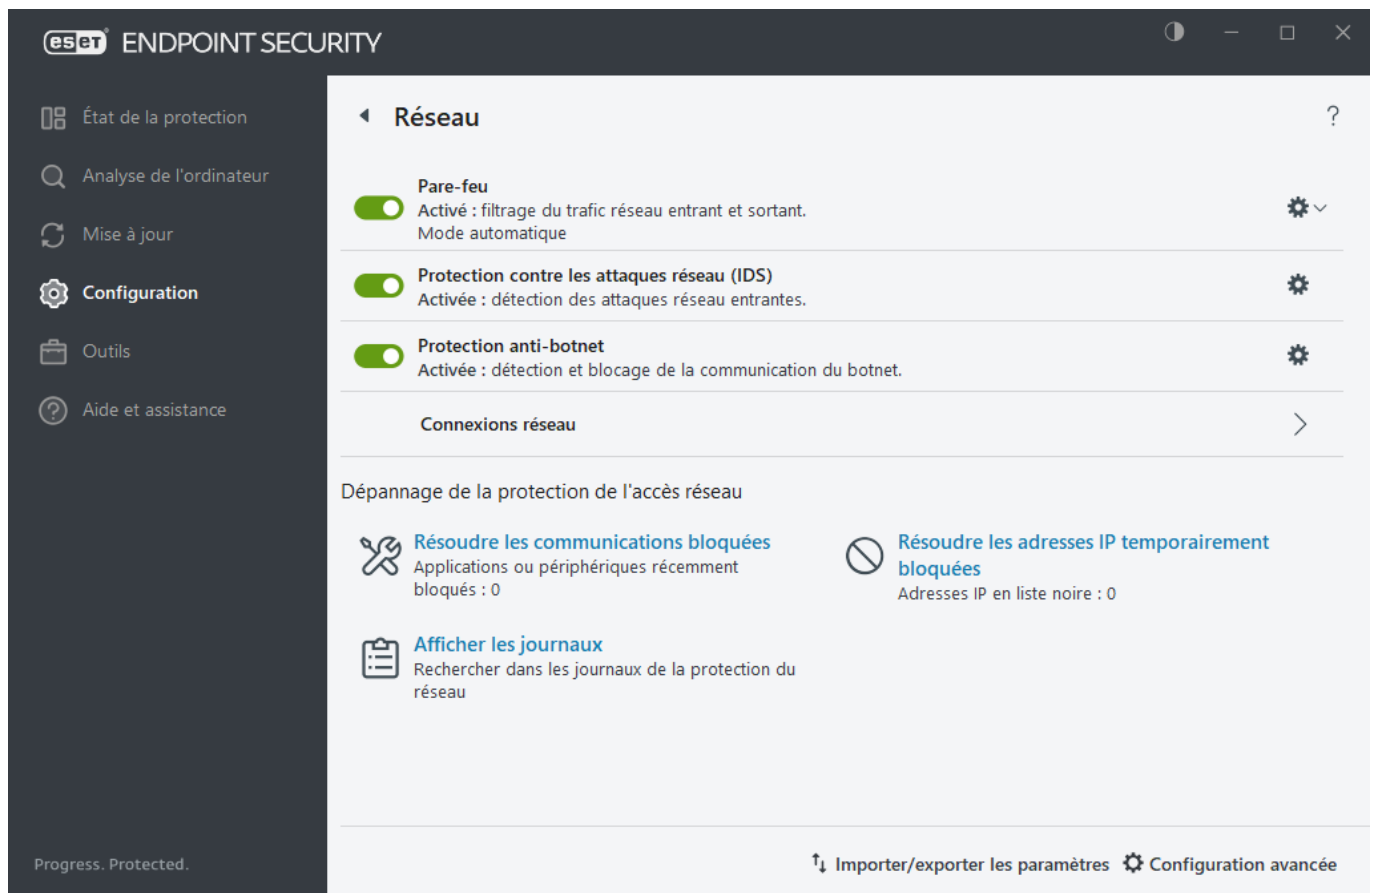 eset ENDPOINT SECURITY
État de la protection
Analyse de l'ordinateur
Mise à jour
Configuration
Outils
Aide et assistance
Progress. Protected.
Réseau
?
Pare-feu
Activé : filtrage du trafic réseau entrant et sortant.
Mode automatique
Protection contre les attaques réseau (IDS)
Activée : détection des attaques réseau entrantes.
Protection anti-botnet
Activée : détection et blocage de la communication du botnet.
Connexions réseau
Dépannage de la protection de l'accès réseau
Résoudre les communications bloquées
Applications ou périphériques récemment
bloqués : 0
Résoudre les adresses IP temporairement
bloquées
Adresses IP en liste noire : 0
Afficher les journaux
Rechercher dans les journaux de la protection du
réseau
Importer/exporter les paramètres
Configuration avancée